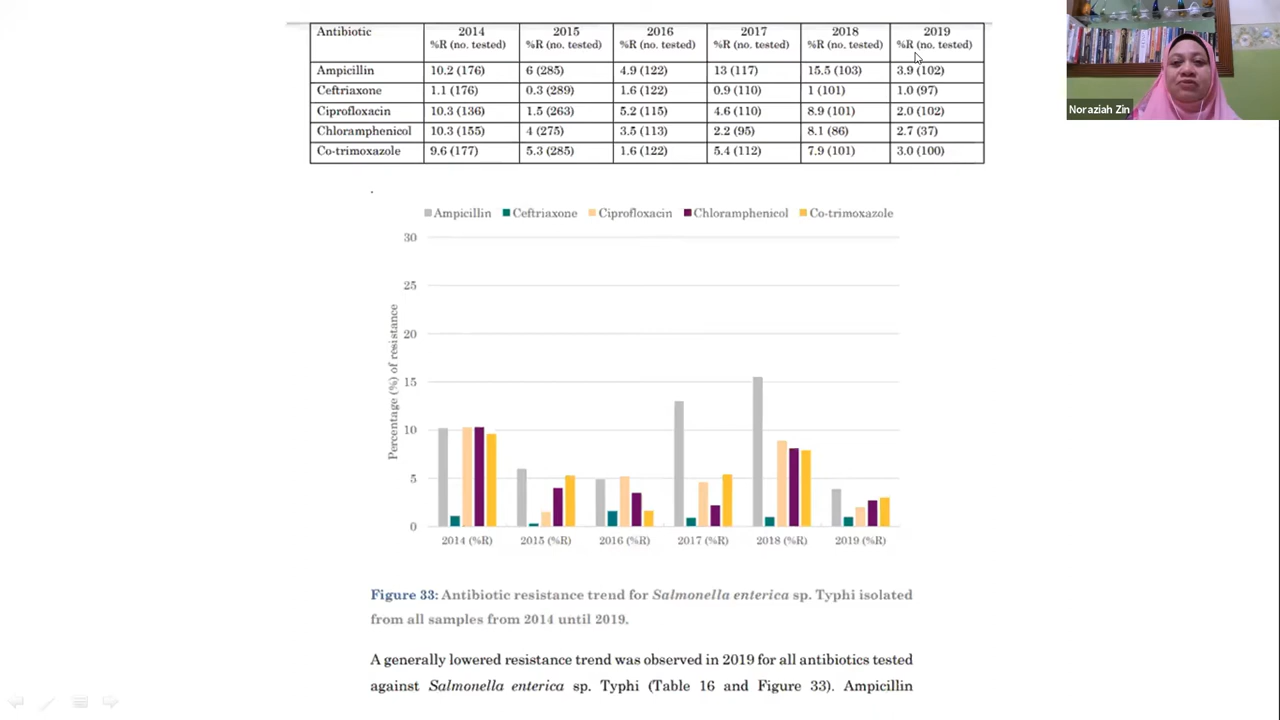 Antibiotic 2014 2015 2016 2017 2018 2019
%R (no. tested) %R (no. tested) %R (no. tested) %R (no. tested) %R (no. tested) %R (no. tested)
Ampicillin 10.2 (176) 6 (285) 4.9 (122) 13 (117) 15.5 (103) 3.9 (102)
Ceftriaxone 1.1 (176) 0.3 (289) 1.6 (122) 0.9 (110) 1 (101) 1.0 (97)
Ciprofloxacin 10.3 (136) 1.5 (263) 5.2 (115) 4.6 (110) 8.9 (101) 2.0 (102)
Chloramphenicol 10.3 (155) 4 (275) 3.5 (113) 2.2 (95) 8.1 (86) 2.7 (37)
Co-trimoxazole 9.6 (177) 5.3 (285) 1.6 (122) 5.4 (112) 7.9 (101) 3.0 (100)
Noraziah Zin
Ampicillin Ceftriaxone Ciprofloxacin Chloramphenicol Co-trimoxazole
Percentage (%) of resistance
30
25
20
15
10
5
0
2014 (%R) 2015 (%R) 2016 (%R) 2017 (%R) 2018 (%R) 2019 (%R)
Figure 33: Antibiotic resistance trend for Salmonella enterica sp. Typhi isolated
from all samples from 2014 until 2019.
A generally lowered resistance trend was observed in 2019 for all antibiotics tested
against Salmonella enterica sp. Typhi (Table 16 and Figure 33). Ampicillin